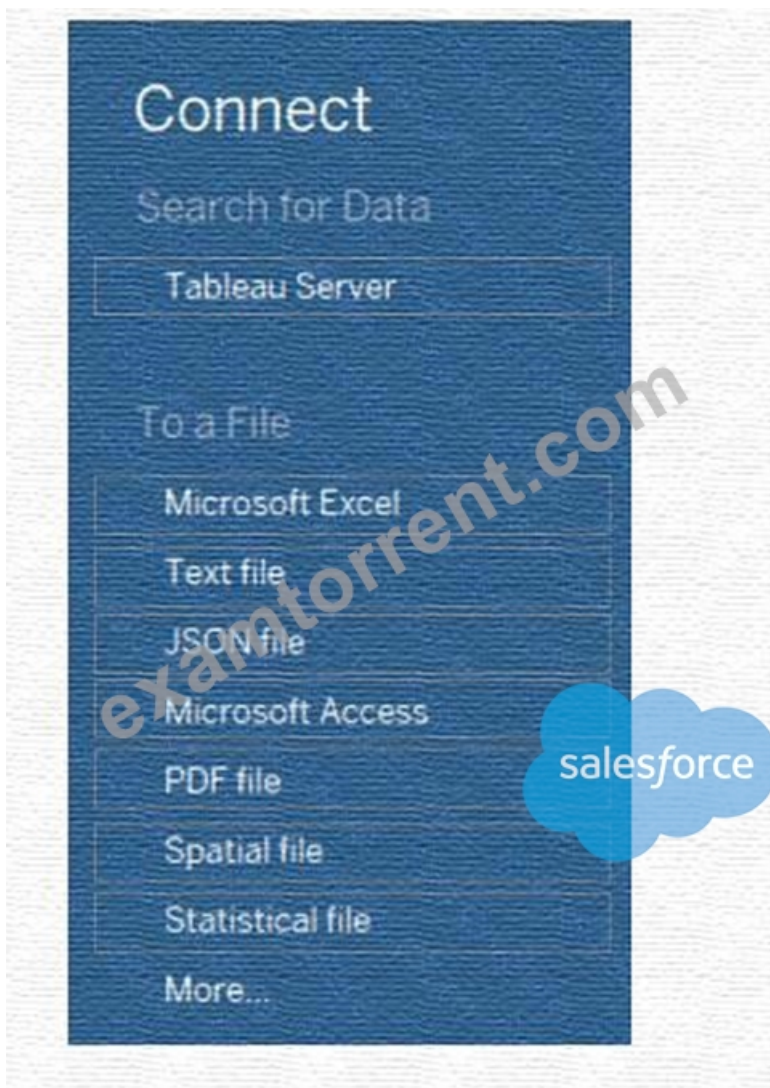 Connect
Search for Data
Tableau Server
To a File
Microsoft Excel
Text file
JSON file
Microsoft Access
PDF file
Spatial file
Statistical file
More...
examtorrent.com
salesforce